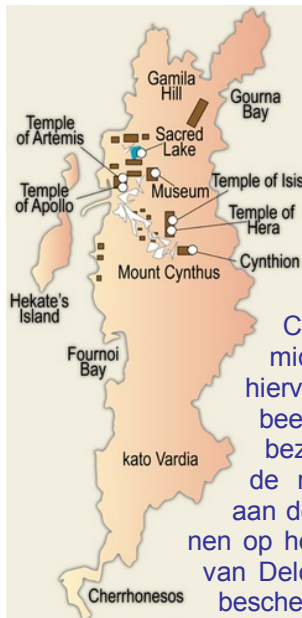 Gamila
Hill
Gourna
Bay
Temple
of Artemis
Sacred
Lake
Temple
of Apollo
Museum
Temple of Isis
Temple of
Hera
Cynthion
Mount Cynthus
Hekate's
Island
Fournoi
Bay
kato Vardia
Cherrhonesos
C
mid
hierv
bee
bez
de r
aan de
nen op he
van Delo
besche